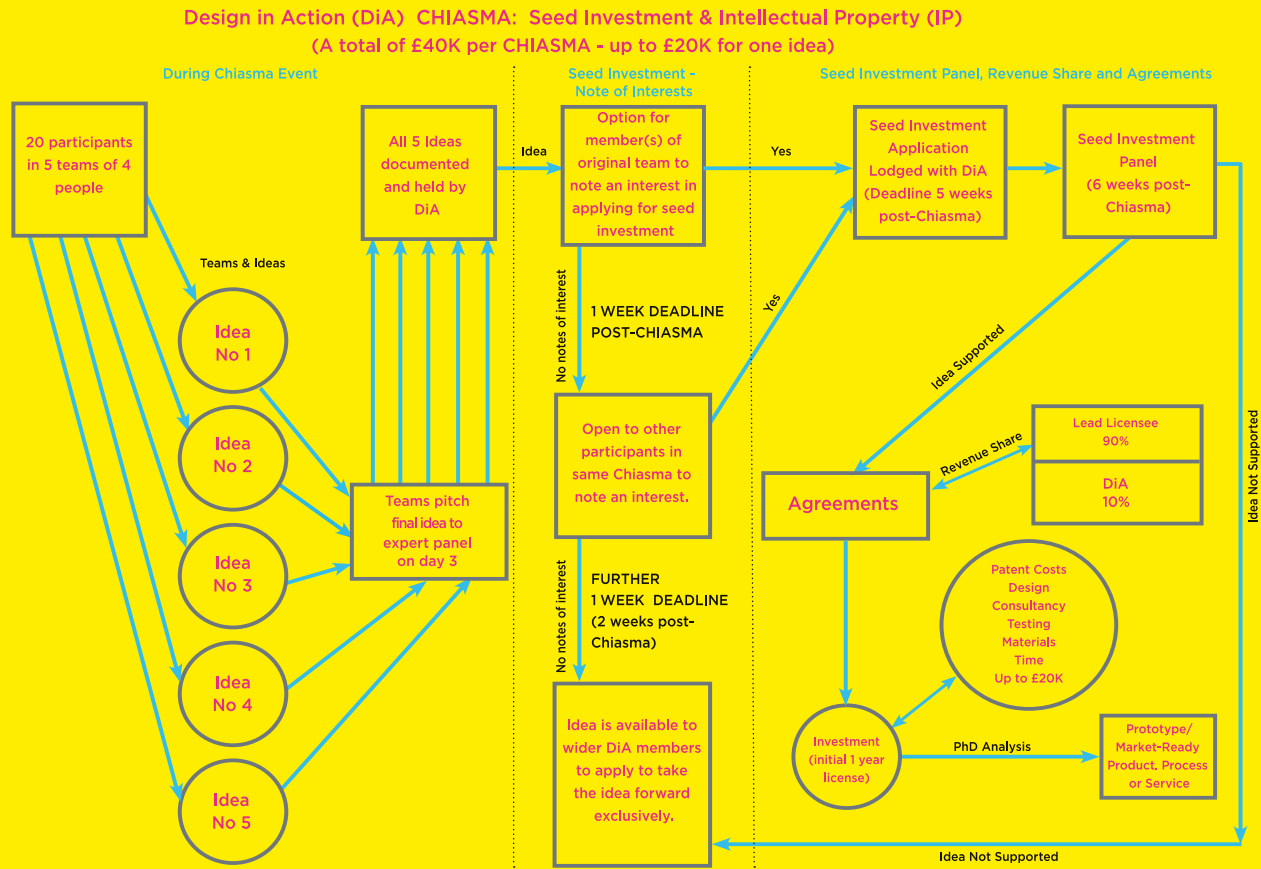 Design in Action (DiA)  CHIASMA:  Seed Investment & Intellectual Property (IP)
(A total of £40K per CHIASMA - up to £20K for one idea)
During Chiasma Event
20 participants
in 5 teams of 4
people
Teams & Ideas
Idea
No 1
Idea
No 2
Idea
No 3
Idea
No 4
Idea
No 5
Teams pitch
final idea to
expert panel
on day 3
All 5 Ideas
documented
and held by
DiA
Idea
Seed Investment –
Note of Interests
Option for
member(s) of
original team to
note an interest in
applying for seed
investment
No notes of interest
1 WEEK DEADLINE
POST-CHIASMA
Open to other
participants in
same Chiasma to
note an interest.
No notes of interest
FURTHER
1 WEEK  DEADLINE
(2 weeks post-
Chiasma)
Idea is available to
wider DiA members
to apply to take
the idea forward
exclusively.
Seed Investment Panel, Revenue Share and Agreements
Yes
Yes
Seed Investment
Application
Lodged with DiA
(Deadline 5 weeks
post-Chiasma)
Seed Investment
Panel
(6 weeks post-
Chiasma)
Idea Supported
Idea Not Supported
Agreements
Revenue Share
Lead Licensee
90%
DiA
10%
Patent Costs
Design
Consultancy
Testing
Materials
Time
Up to £20K
Investment
(initial 1 year
license)
PhD Analysis
Prototype/
Market-Ready
Product, Process
or Service
Idea Not Supported